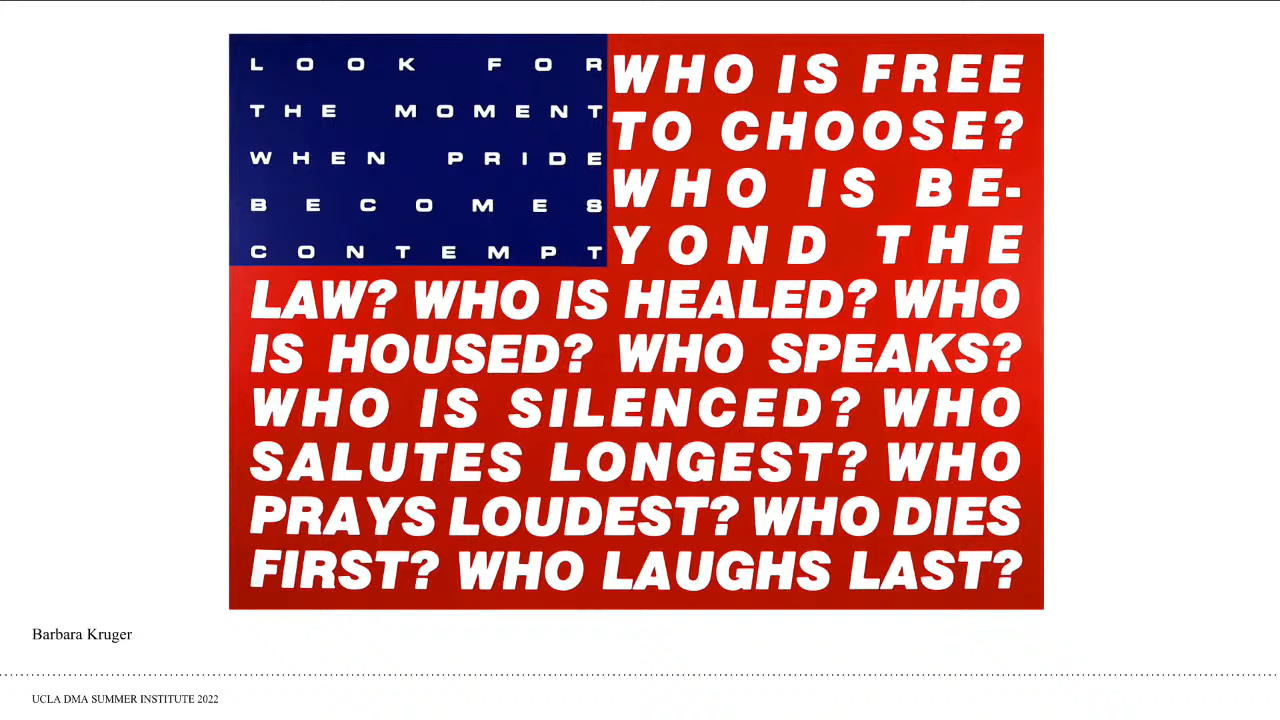 LOOK FOR
THE MOMENT
WHEN PRIDE
BECOMES
CONTEMPT
WHO IS FREE
TO CHOOSE?
WHO IS BE-
YOND THE
LAW? WHO IS HEALED? WHO
IS HOUSED? WHO SPEAKS?
WHO IS SILENCED? WHO
SALUTES LONGEST? WHO
PRAYS LOUDEST? WHO DIES
FIRST? WHO LAUGHS LAST?
Barbara Kruger
UCLA DMA SUMMER INSTITUTE 2022